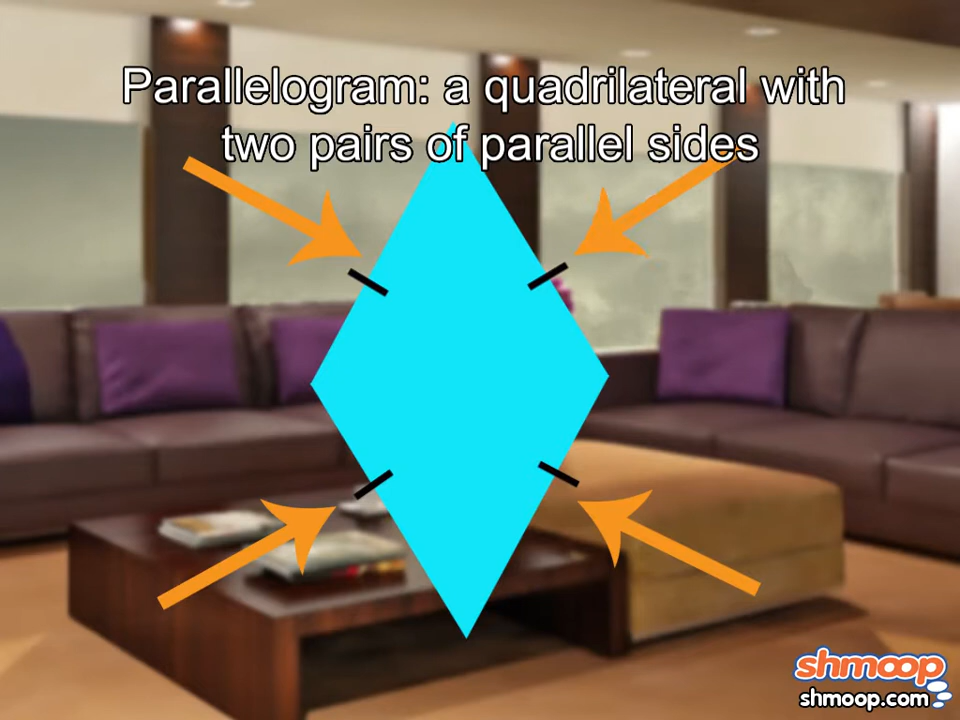 Parallelogram: a quadrilateral with
two pairs of parallel sides
shmoop
shmoop.com